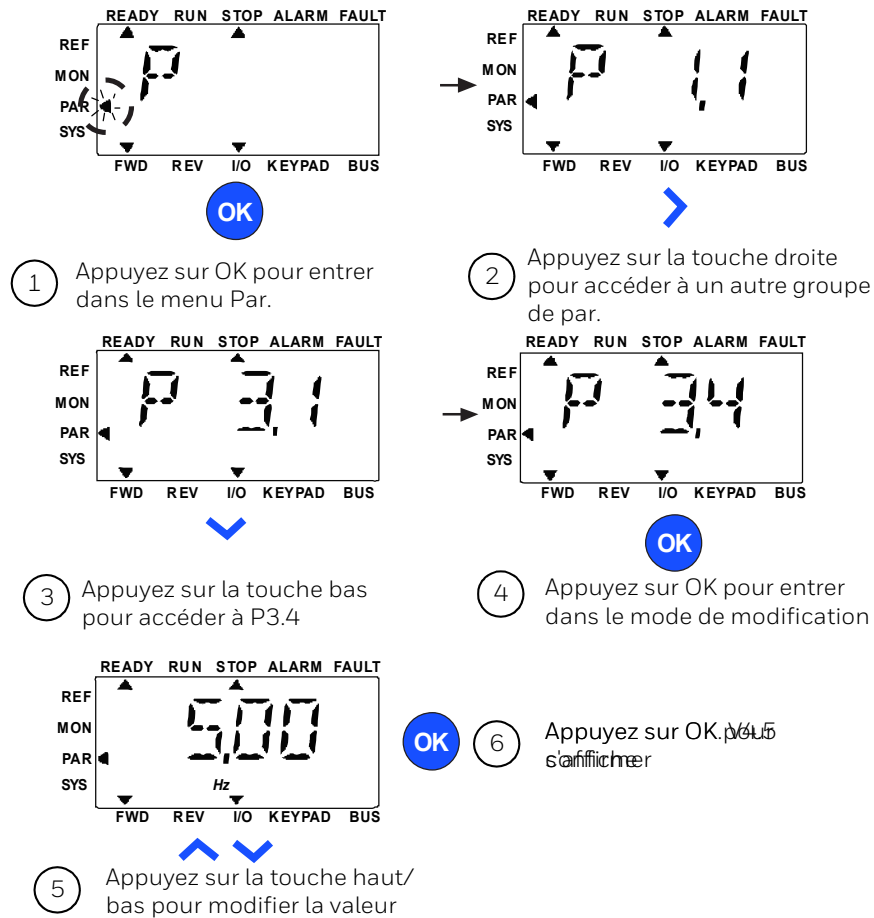 READY RUN STOP ALARM FAULT
REF
MON
PAR
SYS
P
FWD REV I/O KEYPAD BUS
OK
1 Appuyez sur OK pour entrer
dans le menu Par.
READY RUN STOP ALARM FAULT
REF
MON
PAR
SYS
P 1,1
FWD REV I/O KEYPAD BUS
2 Appuyez sur la touche droite
pour accéder à un autre groupe
de par.
READY RUN STOP ALARM FAULT
REF
MON
PAR
SYS
P 3,1
FWD REV I/O KEYPAD BUS
3 Appuyez sur la touche bas
pour accéder à P3.4
READY RUN STOP ALARM FAULT
REF
MON
PAR
SYS
P 3,4
FWD REV I/O KEYPAD BUS
OK
4 Appuyez sur OK pour entrer
dans le mode de modification
READY RUN STOP ALARM FAULT
REF
MON
PAR
SYS
5,00
Hz
FWD REV I/O KEYPAD BUS
5 Appuyez sur la touche haut/
bas pour modifier la valeur
OK
6 Appuyez sur OK